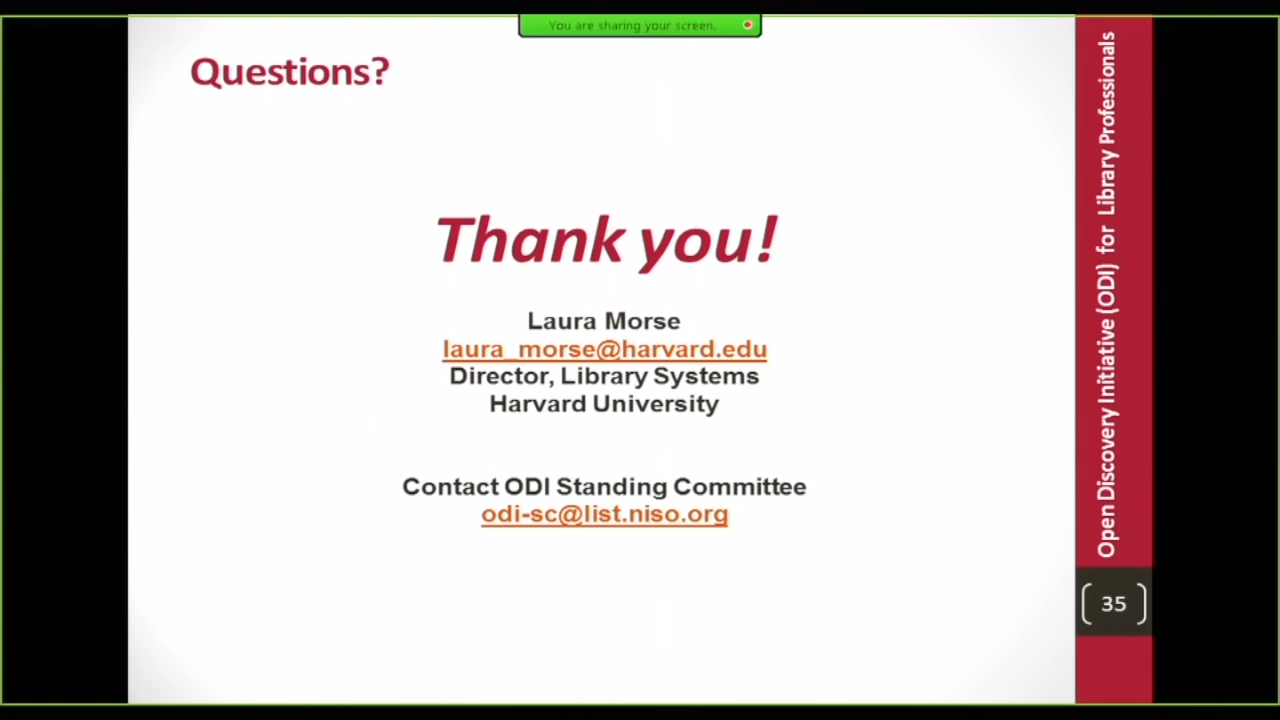 You are sharing your screen.
Questions?
Thank you!
Laura Morse
laura_morse@harvard.edu
Director, Library Systems
Harvard University
Contact ODI Standing Committee
odi-sc@list.niso.org
Open Discovery Initiative (ODI) for Library Professionals
35